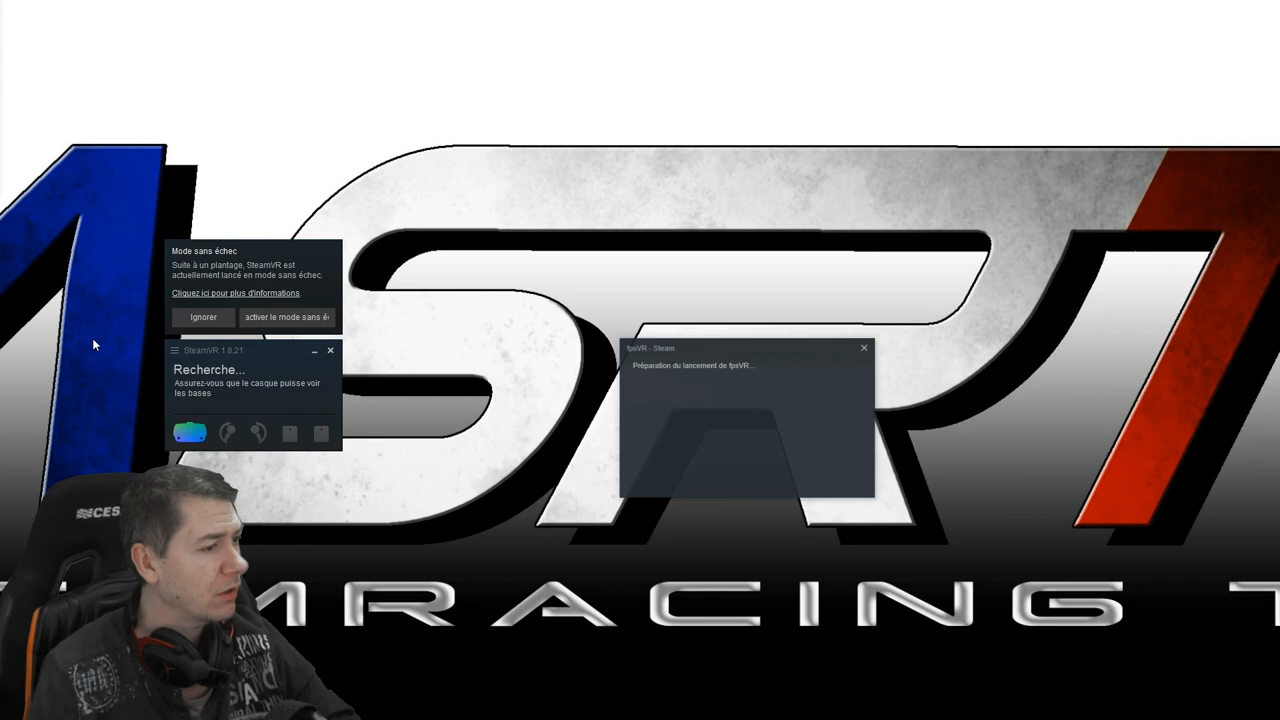 Mode sans échec
Suite à un plantage, SteamVR est
actuellement lancé en mode sans échec.
Cliquez ici pour plus d'informations.
Ignorer
activer le mode sans é
SteamVR 1.8.21
Recherche...
Assurez-vous que le casque puisse voir
les bases
fpsVR - Steam
Préparation du lancement de fpsVR...
SR
MRACING T